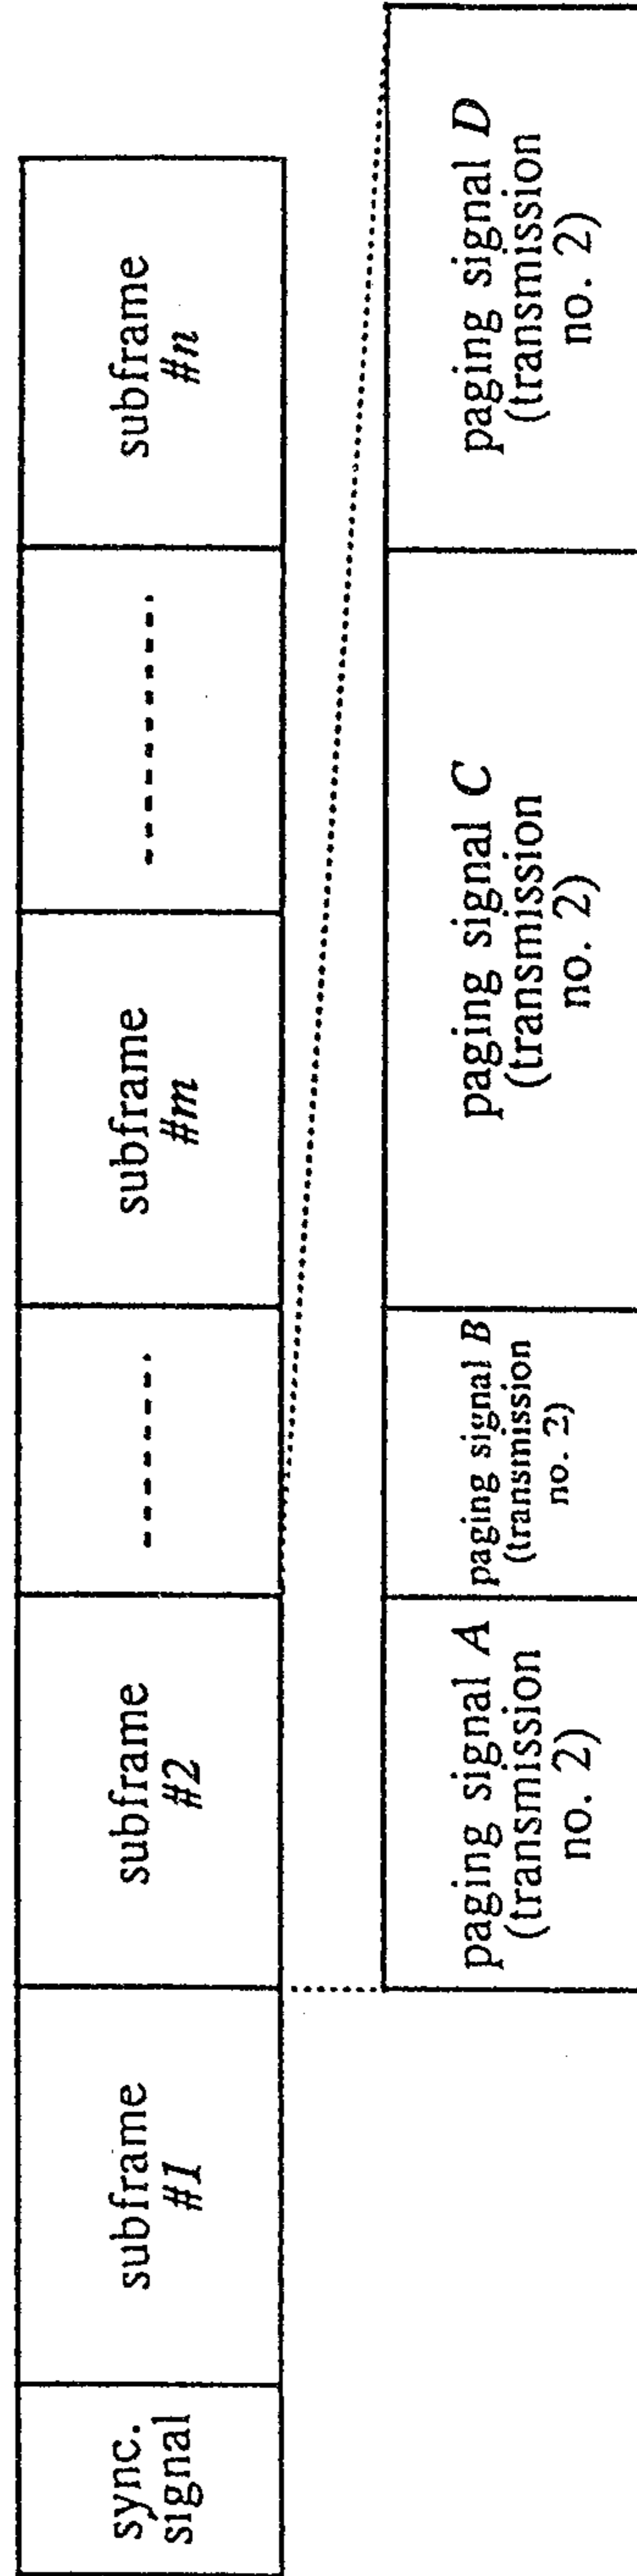 sync.
signal
subframe
#1
subframe
#2
subframe
#m
subframe
#n
paging signal A
(transmission
no. 2)
paging signal B
(transmission
no. 2)
paging signal C
(transmission
no. 2)
paging signal D
(transmission
no. 2)